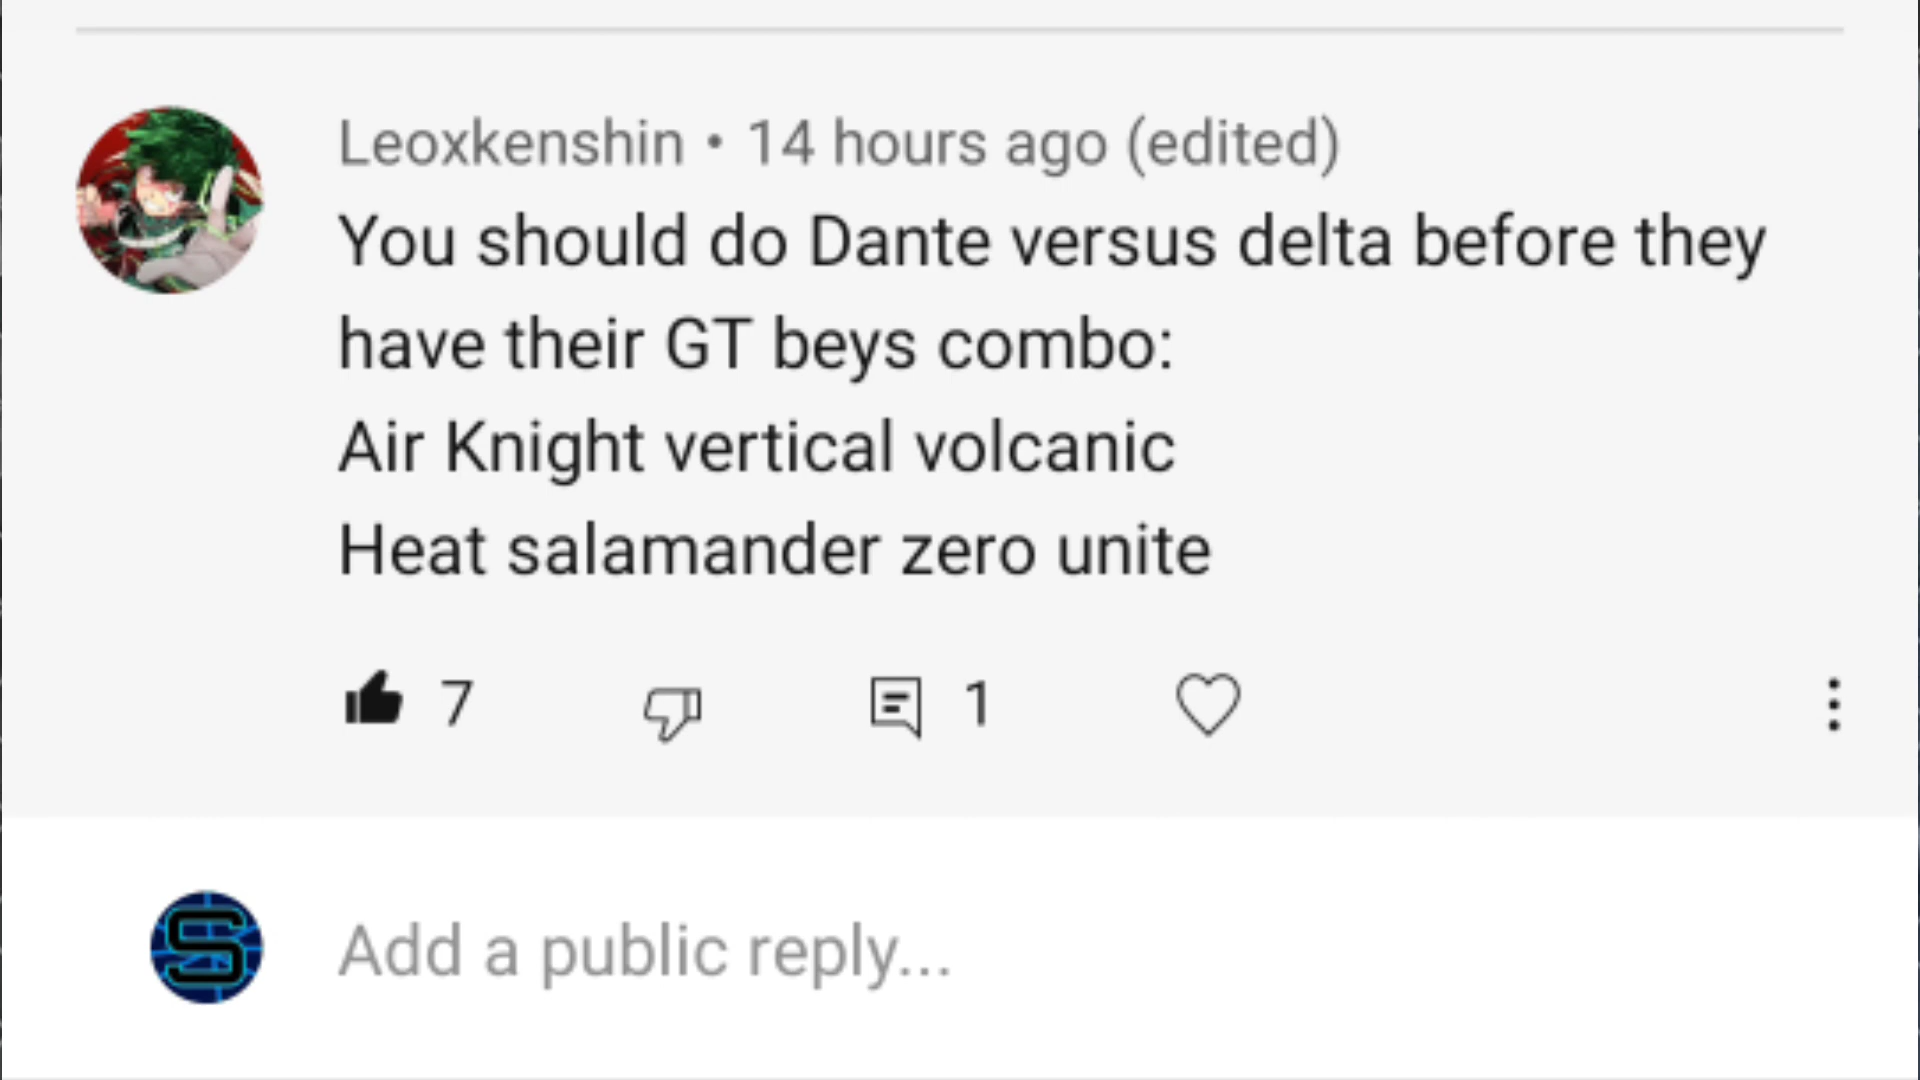 Leoxkenshin • 14 hours ago (edited)
You should do Dante versus delta before they
have their GT beys combo:
Air Knight vertical volcanic
Heat salamander zero unite
7 1
S
Add a public reply...